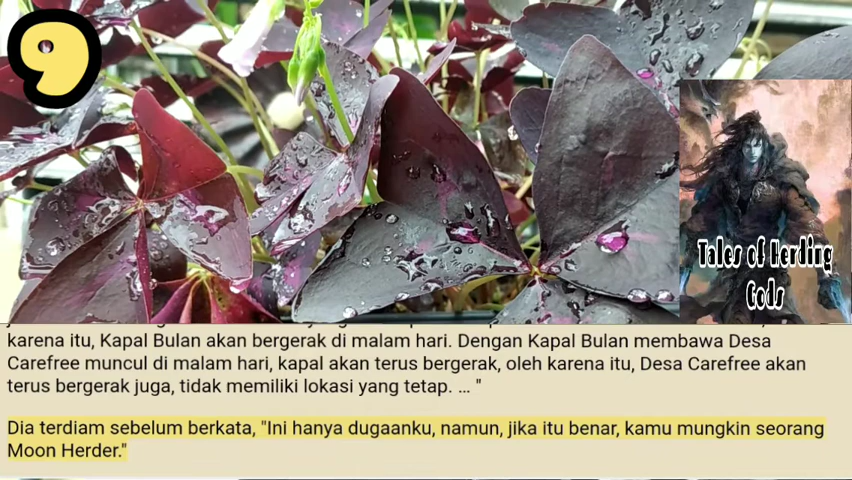 9
Tales of Herding
Gods
karena itu, Kapal Bulan akan bergerak di malam hari. Dengan Kapal Bulan membawa Desa
Carefree muncul di malam hari, kapal akan terus bergerak, oleh karena itu, Desa Carefree akan
terus bergerak juga, tidak memiliki lokasi yang tetap. ... "
Dia terdiam sebelum berkata, "Ini hanya dugaanku, namun, jika itu benar, kamu mungkin seorang
Moon Herder."